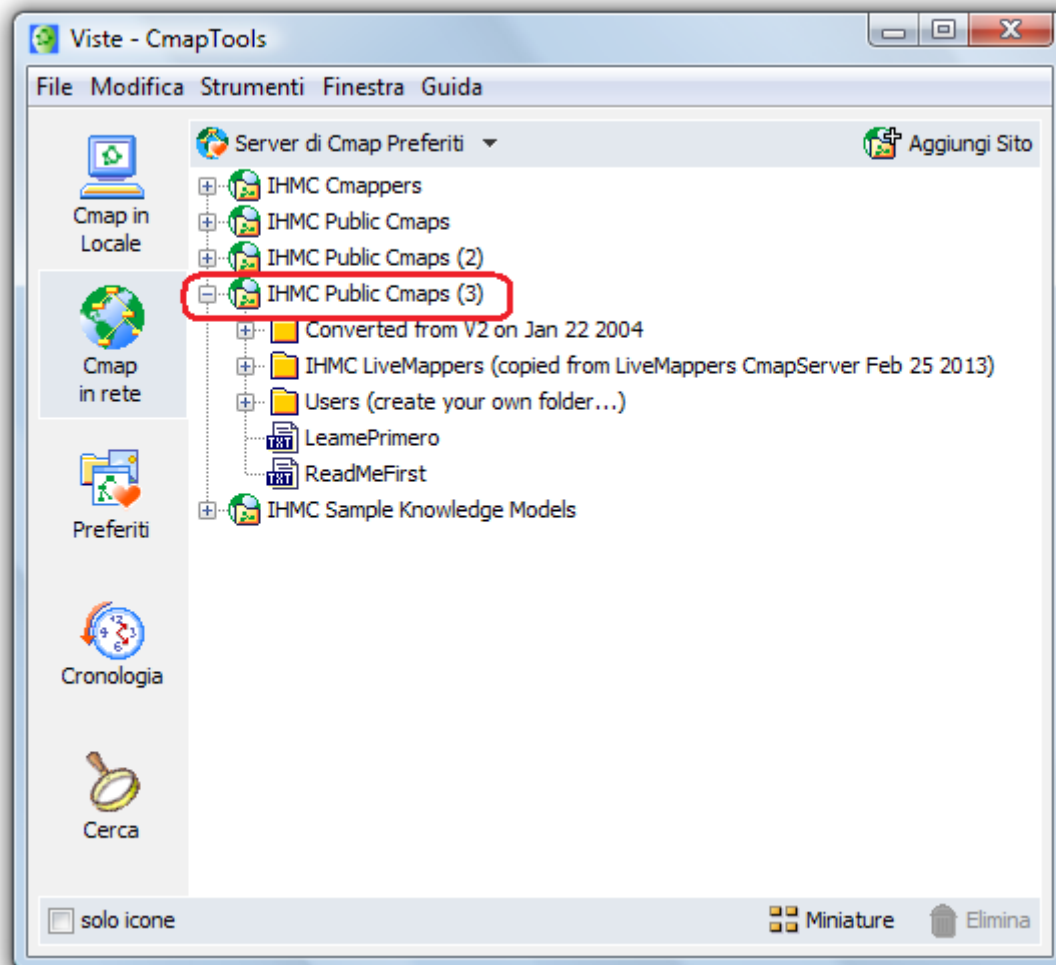 Viste - CmapTools
File Modifica Strumenti Finestra Guida
Server di Cmap Preferiti
Aggiungi Sito
Cmap in
Locale
Cmap
in rete
Preferiti
Cronologia
Cerca
IHMC Cmappers
IHMC Public Cmaps
IHMC Public Cmaps (2)
IHMC Public Cmaps (3)
Converted from V2 on Jan 22 2004
IHMC LiveMappers (copied from LiveMappers CmapServer Feb 25 2013)
Users (create your own folder...)
TXT LeamePrimero
TXT ReadMeFirst
IHMC Sample Knowledge Models
solo icone
Miniature
Elimina